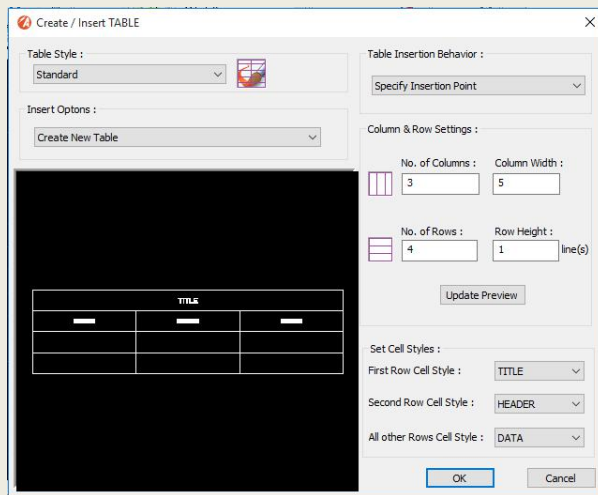 Create / Insert TABLE
Table Style :
Standard
Insert Optons :
Create New Table
TITLE
Table Insertion Behavior :
Specify Insertion Point
Column & Row Settings :
No. of Columns : Column Width :
3 5
No. of Rows : Row Height :
4 1 line(s)
Update Preview
Set Cell Styles :
First Row Cell Style : TITLE
Second Row Cell Style : HEADER
All other Rows Cell Style : DATA
OK Cancel